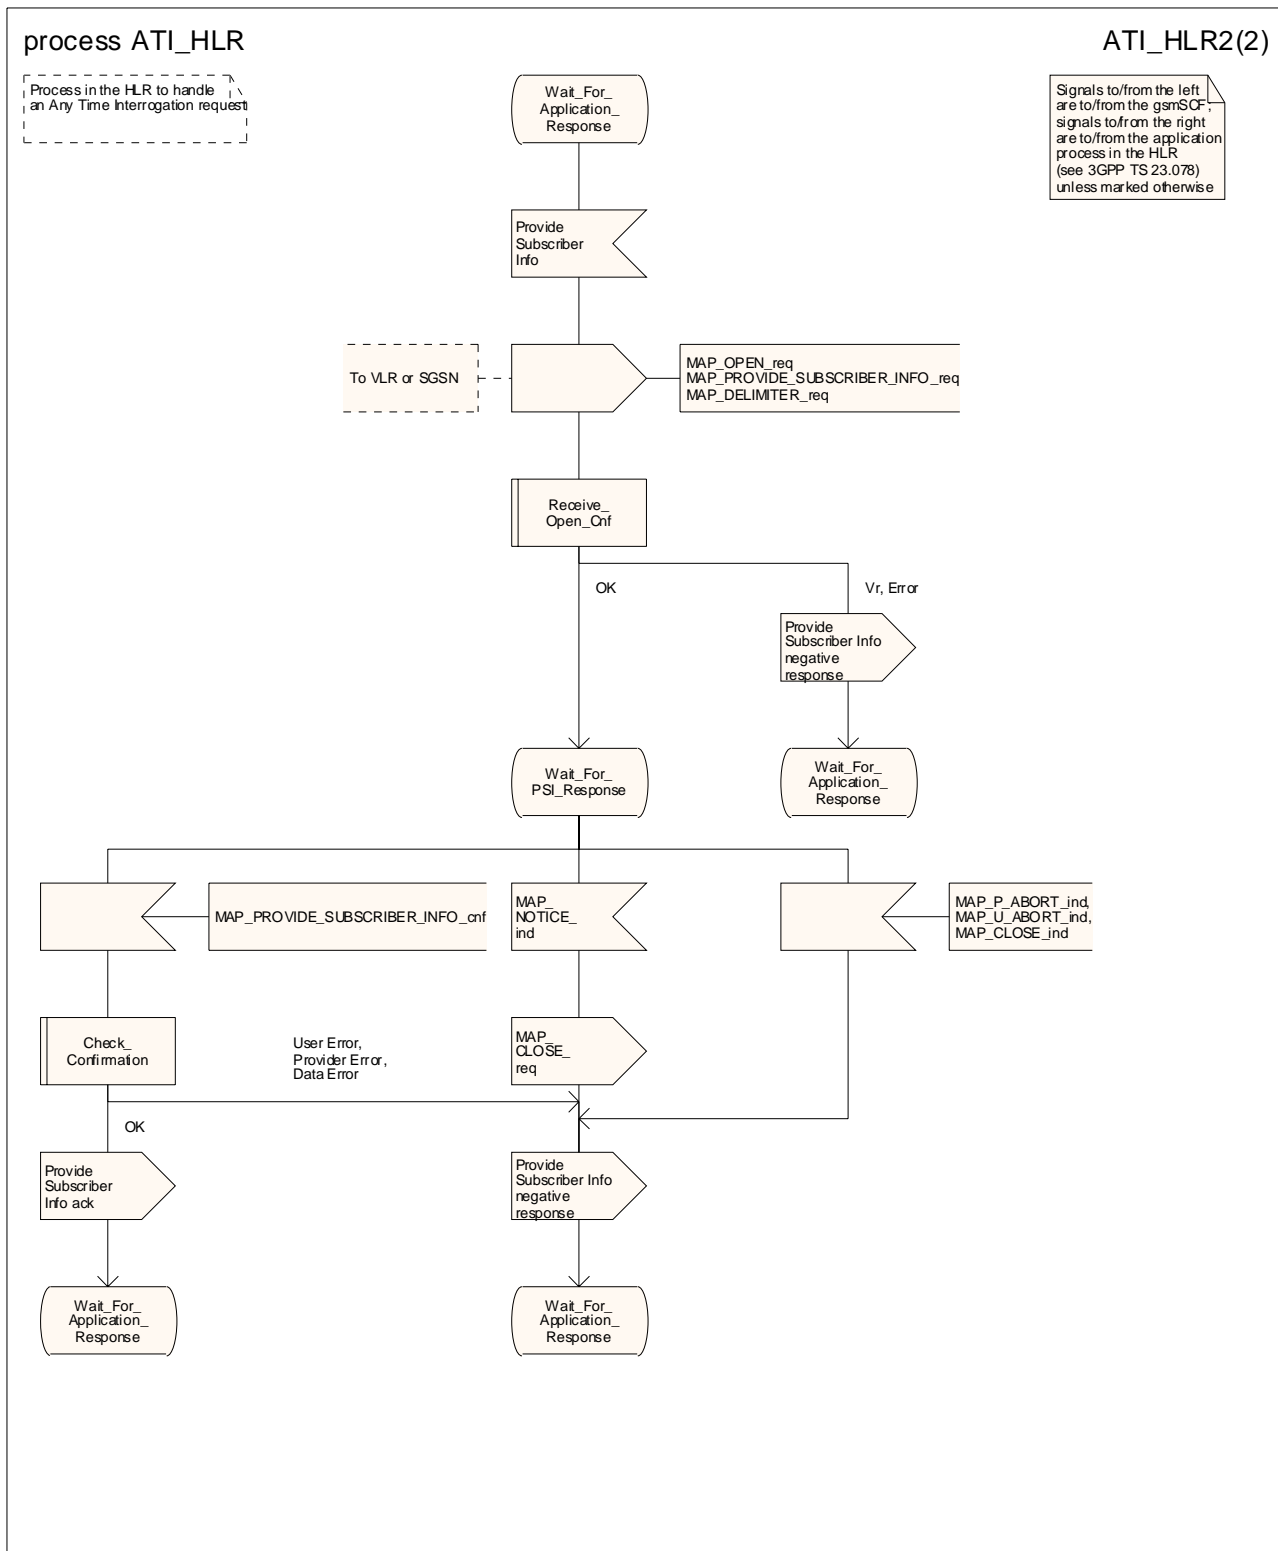 process ATI_HLR
ATI_HLR2(2)
Process in the HLR to handle
an Any Time Interrogation request
Wait_For_
Application_
Response
Signals to/from the left
are to/from the gsmSCF;
signals to/from the right
are to/from the application
process in the HLR
(see 3GPP TS 23.078)
unless marked otherwise
Provide
Subscriber
Info
To VLR or SGSN
MAP_OPEN_req
MAP_PROVIDE_SUBSCRIBER_INFO_req
MAP_DELIMITER_req
Receive_
Open_Cnf
OK
Vr, Error
Provide
Subscriber Info
negative
response
Wait_For_
PSI_Response
Wait_For_
Application_
Response
MAP_PROVIDE_SUBSCRIBER_INFO_cnf
MAP_
NOTICE_
ind
MAP_P_ABORT_ind,
MAP_U_ABORT_ind,
MAP_CLOSE_ind
Check_
Confirmation
User Error,
Provider Error,
Data Error
MAP_
CLOSE_
req
OK
Provide
Subscriber
Info ack
Provide
Subscriber Info
negative
response
Wait_For_
Application_
Response
Wait_For_
Application_
Response